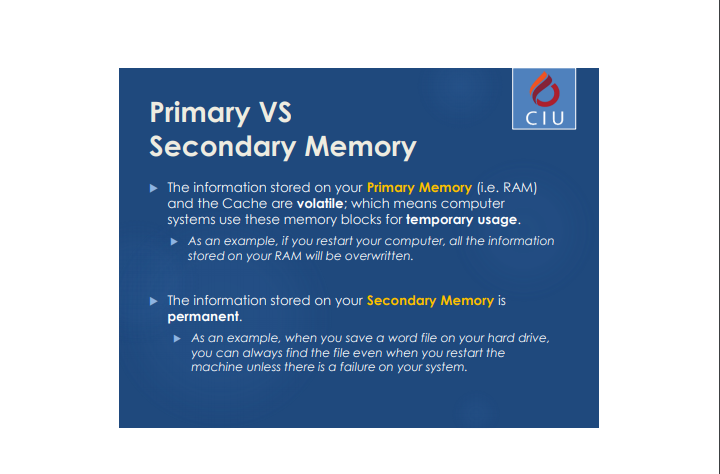 CIU
Primary VS
Secondary Memory
The information stored on your Primary Memory (i.e. RAM)
and the Cache are volatile; which means computer
systems use these memory blocks for temporary usage.
As an example, if you restart your computer, all the information
stored on your RAM will be overwritten.
The information stored on your Secondary Memory is
permanent.
As an example, when you save a word file on your hard drive,
you can always find the file even when you restart the
machine unless there is a failure on your system.